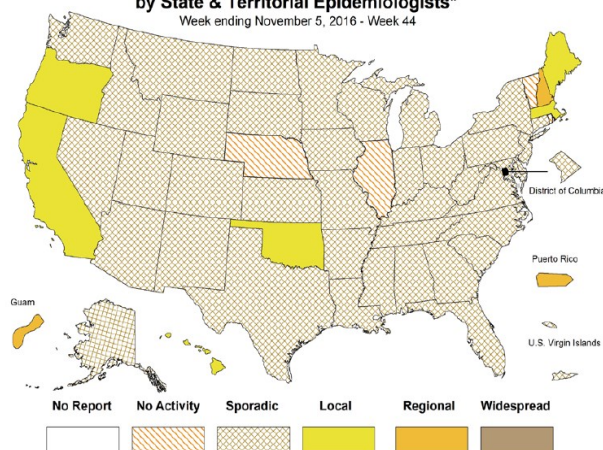 by State & Territorial Epidemiologists*
Week ending November 5, 2016 - Week 44
District of Columbia
Puerto Rico
Guam
U.S. Virgin Islands
No Report No Activity Sporadic Local Regional Widespread